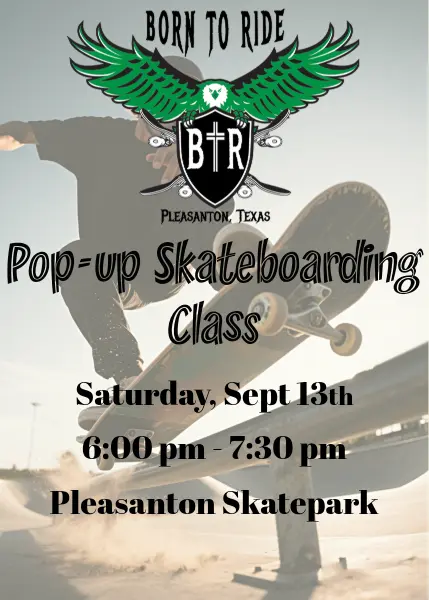 BORN TO RIDE
B†R
PLEASANTON, TEXAS
Pop-up Skateboarding
Class
Saturday, Sept 13th
6:00 pm - 7:30 pm
Pleasanton Skatepark